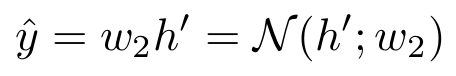 ŷ = w₂h′ = 𝒩(h′; w₂)